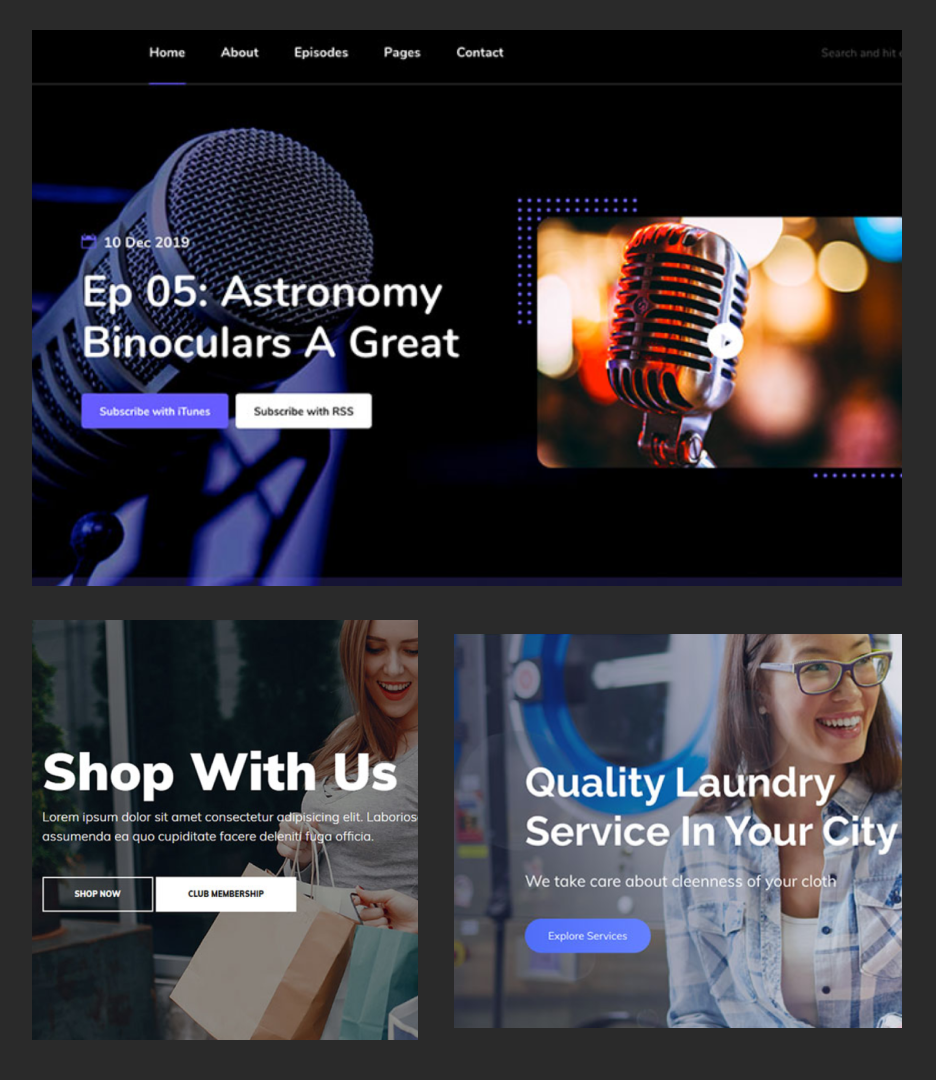 Home About Episodes Pages Contact Search and hit
10 Dec 2019
Ep 05: Astronomy
Binoculars A Great
Subscribe with iTunes Subscribe with RSS
Shop With Us
Lorem ipsum dolor sit amet consectetur adipisicing elit. Laborios
assumenda ea quo cupiditate facere deleniti fuga officia.
SHOP NOW CLUB MEMBERSHIP
Quality Laundry
Service In Your City
We take care about cleenness of your cloth
Explore Services